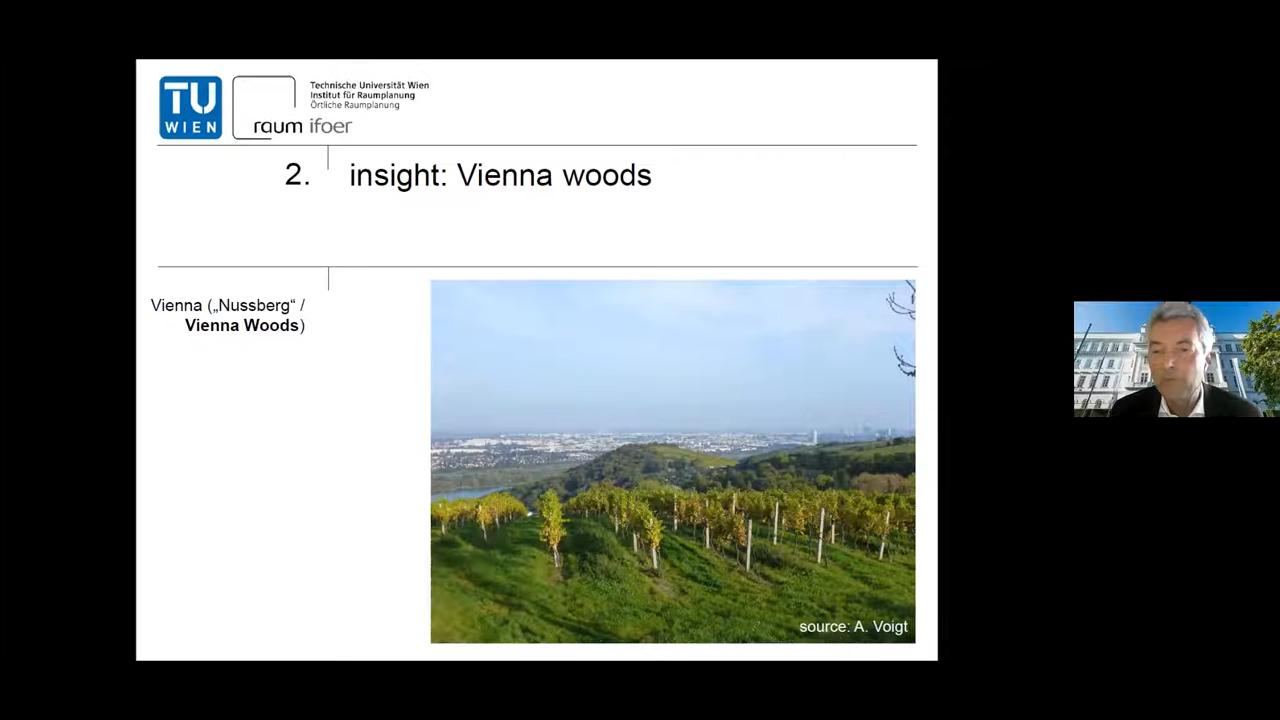 TU
WIEN
raum ifoer
Technische Universität Wien
Institut für Raumplanung
Örtliche Raumplanung
2. insight: Vienna woods
Vienna („Nussberg“ /
Vienna Woods)
source: A. Voigt